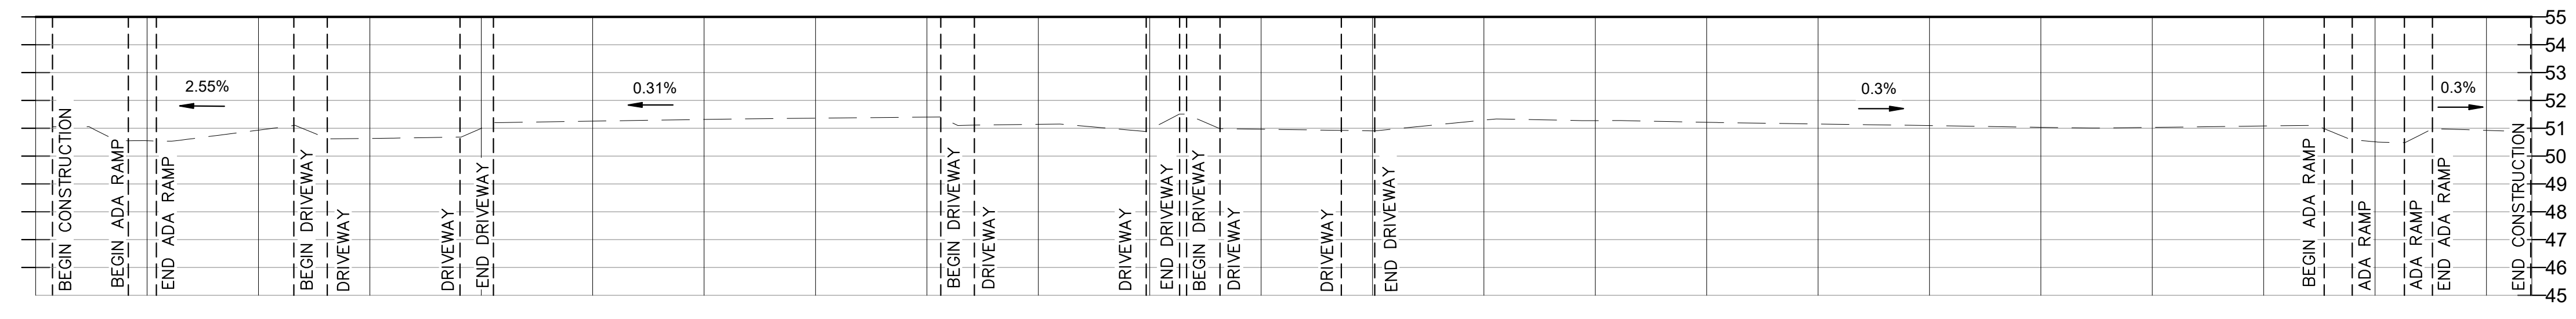 2.55%
0.31%
0.3%
0.3%
55
54
53
52
51
50
49
48
47
46
45
BEGIN CONSTRUCTION
BEGIN ADA RAMP
END ADA RAMP
BEGIN DRIVEWAY
DRIVEWAY
DRIVEWAY
END DRIVEWAY
BEGIN DRIVEWAY
DRIVEWAY
DRIVEWAY
END DRIVEWAY
BEGIN DRIVEWAY
DRIVEWAY
DRIVEWAY
END DRIVEWAY
BEGIN ADA RAMP
ADA RAMP
ADA RAMP
END ADA RAMP
END CONSTRUCTION